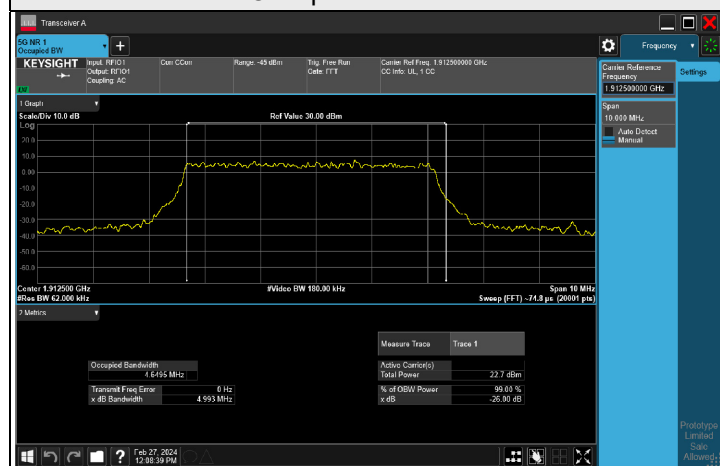 Transceiver A
5G NR 1
Occupied BW
Frequency
KEYSIGHT
Input: RFIO1
Output: RFIO1
Coupling: AC
Corr CCorr
Range: -45 dBm
Trig: Free Run
Gate: FFT
Carrier Ref Freq: 1.912500000 GHz
CC Info: UL, 1 CC
Carrier Reference
Frequency
1.912500000 GHz
Settings
Span
10.000 MHz
Auto Detect
Manual
1 Graph
Scale/Div 10.0 dB
Ref Value 30.00 dBm
Log
20.0
10.0
0.00
-10.0
-20.0
-30.0
-40.0
-50.0
-60.0
Center 1.912500 GHz
#Video BW 180.00 kHz
Span 10 MHz
#Res BW 62.000 kHz
Sweep (FFT) ~74.8 µs (20001 pts)
2 Metrics
Measure Trace
Trace 1
Occupied Bandwidth
4.6495 MHz
Active Carrier(s)
Total Power
22.7 dBm
Transmit Freq Error
0 Hz
% of OBW Power
99.00 %
x dB Bandwidth
4.993 MHz
x dB
-26.00 dB
Prototype
Limited
Sale
Allowed
Feb 27, 2024
12:08:39 PM